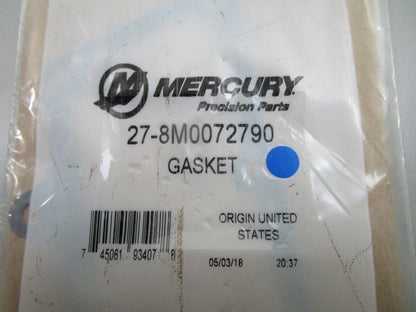 MERCURY
Precision Parts
27-8M0072790
GASKET
ORIGIN UNITED
STATES
7 45061 93407 8
05/03/18 20:37